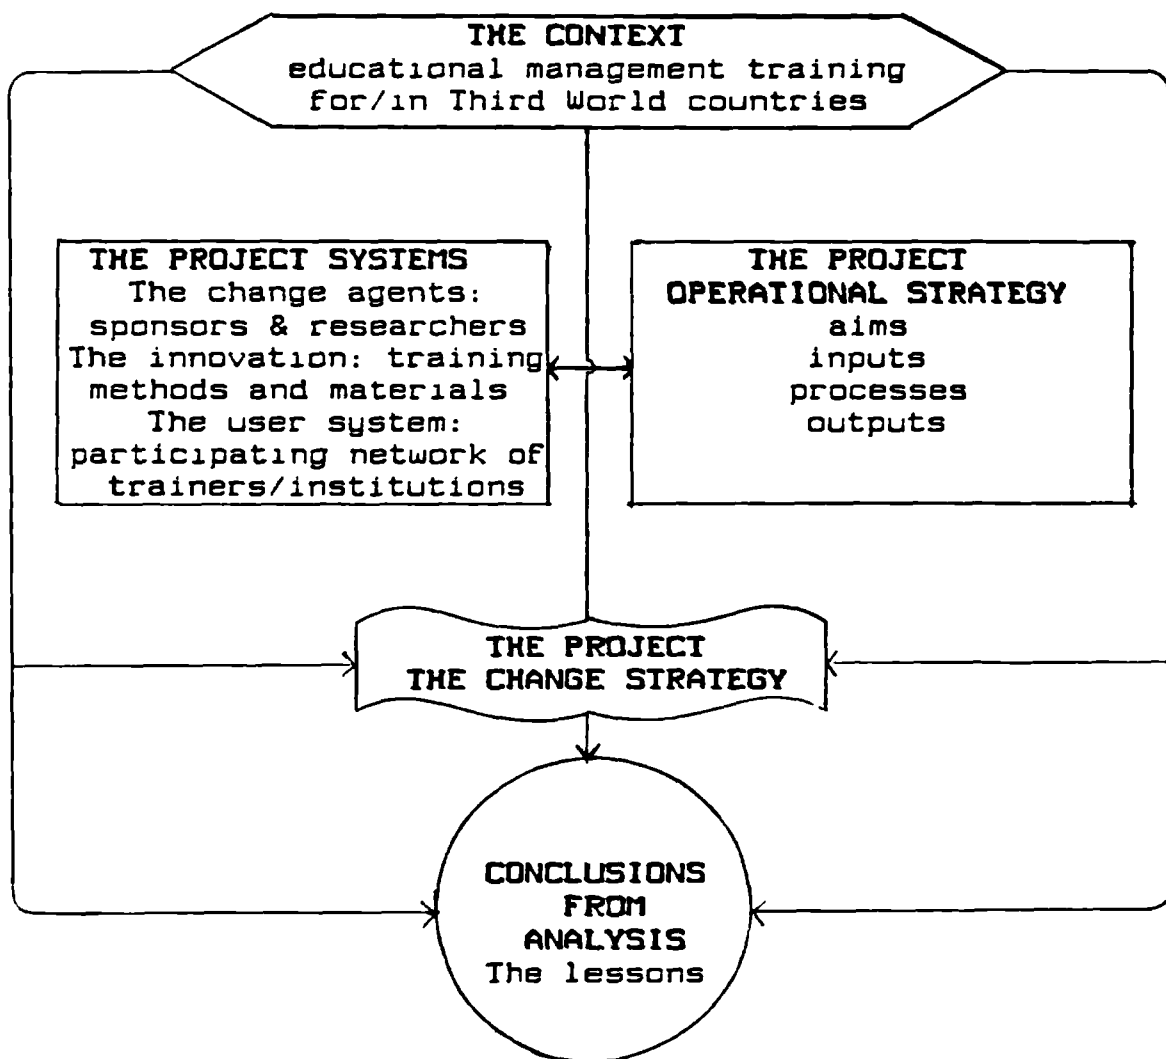 THE CONTEXT
educational management training
for/in Third World countries
THE PROJECT SYSTEMS
The change agents:
sponsors & researchers
The innovation: training
methods and materials
The user system:
participating network of
trainers/institutions
THE PROJECT
OPERATIONAL STRATEGY
aims
inputs
processes
outputs
THE PROJECT
THE CHANGE STRATEGY
CONCLUSIONS
FROM
ANALYSIS
The lessons